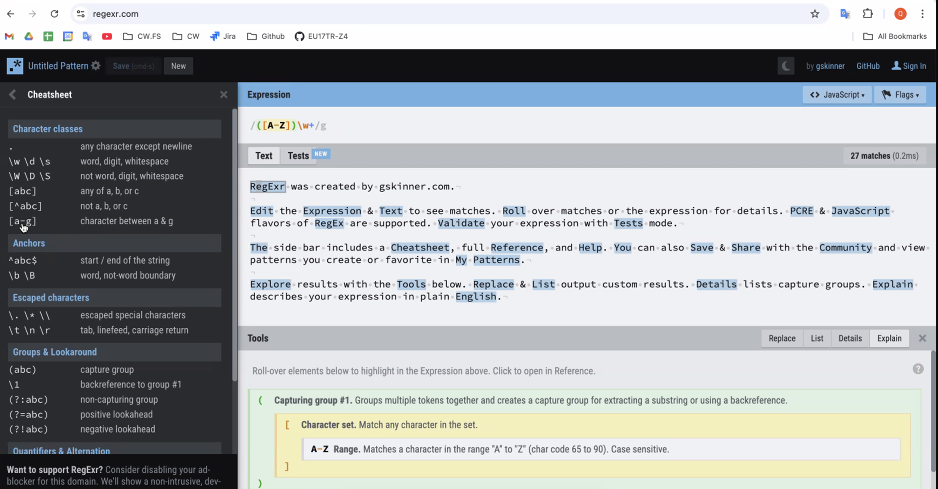 regexr.com
CW.FS CW Jira Github EU17TR-Z4 All Bookmarks
Untitled Pattern Save (cmd-s) New by gskinner GitHub Sign In
Cheatsheet
Character classes
. any character except newline
\w \d \s word, digit, whitespace
\W \D \S not word, digit, whitespace
[abc] any of a, b, or c
[^abc] not a, b, or c
[a-g] character between a & g
Anchors
^abc$ start / end of the string
\b \B word, not-word boundary
Escaped characters
\. \* \\ escaped special characters
\t \n \r tab, linefeed, carriage return
Groups & Lookaround
(abc) capture group
\1 backreference to group #1
(?:abc) non-capturing group
(?=abc) positive lookahead
(?!abc) negative lookahead
Quantifiers & Alternation
Want to support RegExr? Consider disabling your ad-
blocker for this domain. We'll show a non-intrusive, dev-
Expression JavaScript Flags
/([A-Z])\w+/g
Text Tests NEW 27 matches (0.2ms)
RegExr was created by gskinner.com.
Edit the Expression & Text to see matches. Roll over matches or the expression for details. PCRE & JavaScript
flavors of RegEx are supported. Validate your expression with Tests mode.
The side bar includes a Cheatsheet, full Reference, and Help. You can also Save & Share with the Community and view
patterns you create or favorite in My Patterns.
Explore results with the Tools below. Replace & List output custom results. Details lists capture groups. Explain
describes your expression in plain English.
Tools Replace List Details Explain
Roll-over elements below to highlight in the Expression above. Click to open in Reference.
( Capturing group #1. Groups multiple tokens together and creates a capture group for extracting a substring or using a backreference.
[ Character set. Match any character in the set.
A-Z Range. Matches a character in the range "A" to "Z" (char code 65 to 90). Case sensitive.
]
)